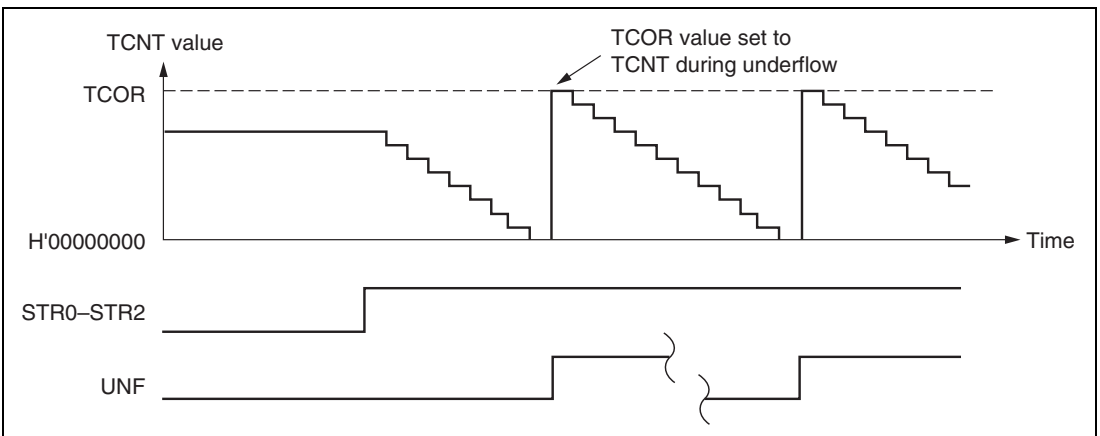 TCNT value
TCOR value set to
TCNT during underflow
TCOR
H'00000000
Time
STR0–STR2
UNF